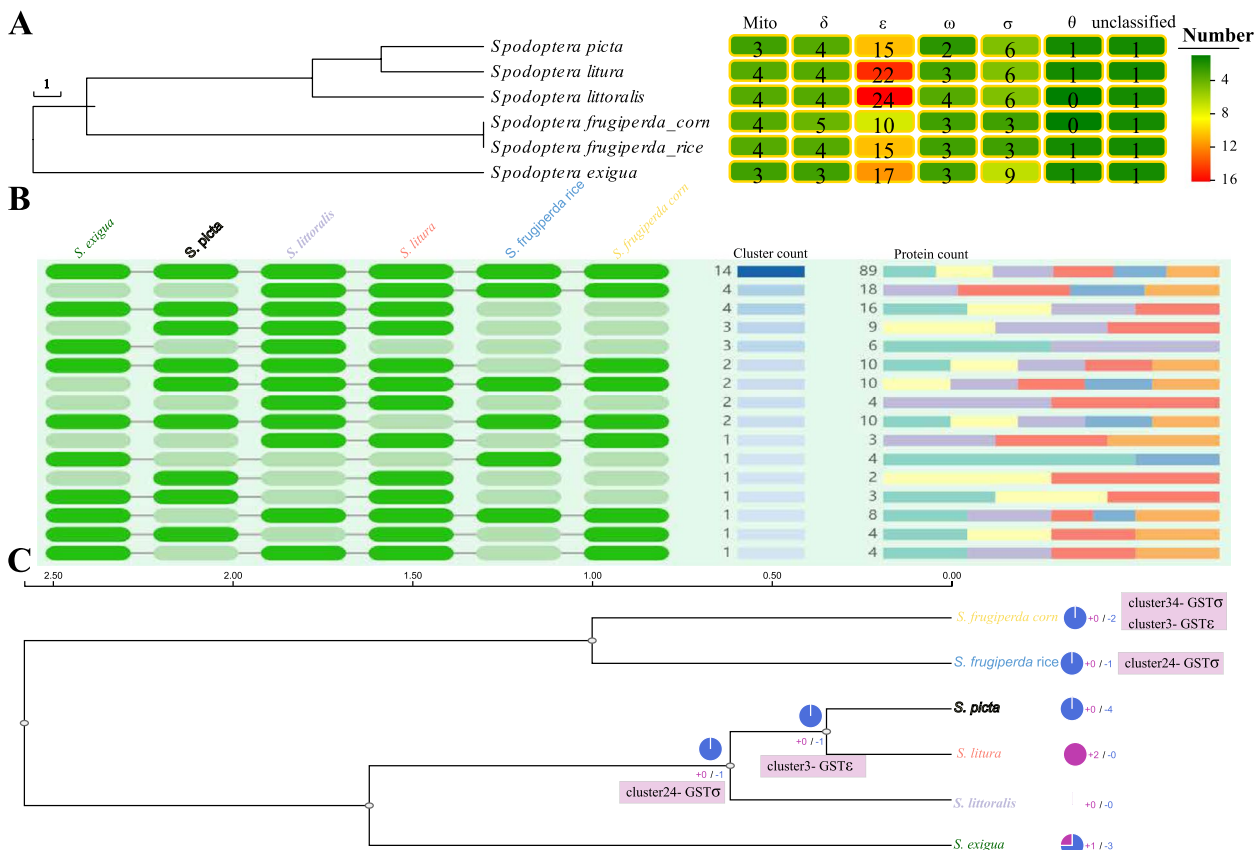 A
Mito δ ε ω σ θ unclassified
Number
1
Spodoptera picta 3 4 15 2 6 1 1
Spodoptera litura 4 4 22 3 6 1 1
Spodoptera littoralis 4 4 24 4 6 0 1
Spodoptera frugiperda_corn 4 5 10 3 3 0 1
Spodoptera frugiperda_rice 4 4 15 3 3 1 1
Spodoptera exigua 3 3 17 3 9 1 1
4
8
12
16
B
S. exigua S. picta S. littoralis S. litura S. frugiperda rice S. frugiperda corn
Cluster count Protein count
14 89
4 18
4 16
3 9
3 6
2 10
2 10
2 4
2 10
1 3
1 4
1 2
1 3
1 8
1 4
1 4
C
2.50 2.00 1.50 1.00 0.50 0.00
S. frugiperda corn +0 / -2 cluster34- GSTσ
cluster3- GSTε
S. frugiperda rice +0 / -1 cluster24- GSTσ
S. picta +0 / -4
+0 / -1
S. litura +2 / -0
cluster3- GSTε
+0 / -1
cluster24- GSTσ
S. littoralis +0 / -0
S. exigua +1 / -3